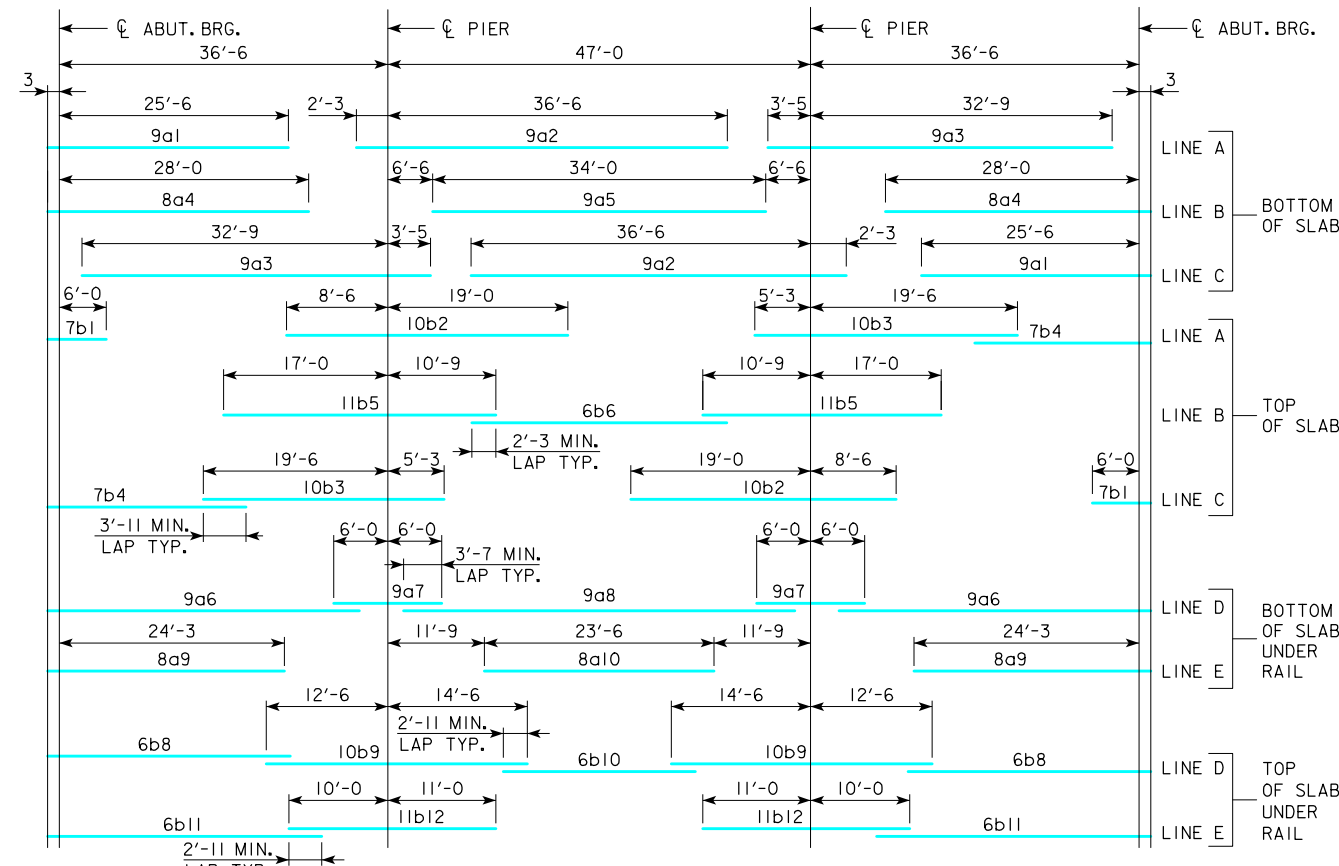 ℄ ABUT. BRG. ℄ PIER ℄ PIER ℄ ABUT. BRG.
36'-6 47'-0 36'-6
3 3
25'-6 2'-3 36'-6 3'-5 32'-9
9a1 9a2 9a3 LINE A
28'-0 6'-6 34'-0 6'-6 28'-0
8a4 9a5 8a4 LINE B
BOTTOM
OF SLAB
32'-9 3'-5 36'-6 2'-3 25'-6
9a3 9a2 9a1 LINE C
6'-0 8'-6 19'-0 5'-3 19'-6
7b1 10b2 10b3 7b4 LINE A
17'-0 10'-9 10'-9 17'-0
11b5 6b6 11b5 LINE B
TOP
OF SLAB
2'-3 MIN.
LAP TYP.
19'-6 5'-3 19'-0 8'-6 6'-0
7b4 10b3 10b2 7b1 LINE C
3'-11 MIN.
LAP TYP.
6'-0 6'-0 6'-0 6'-0
3'-7 MIN.
LAP TYP.
9a6 9a7 9a8 9a7 9a6 LINE D
24'-3 11'-9 23'-6 11'-9 24'-3
8a9 8a10 8a9 LINE E
BOTTOM
OF SLAB
UNDER
RAIL
12'-6 14'-6 14'-6 12'-6
2'-11 MIN.
LAP TYP.
6b8 10b9 6b10 10b9 6b8 LINE D
10'-0 11'-0 11'-0 10'-0
6b11 11b12 11b12 6b11 LINE E
TOP
OF SLAB
UNDER
RAIL
2'-11 MIN.
LAP TYP.